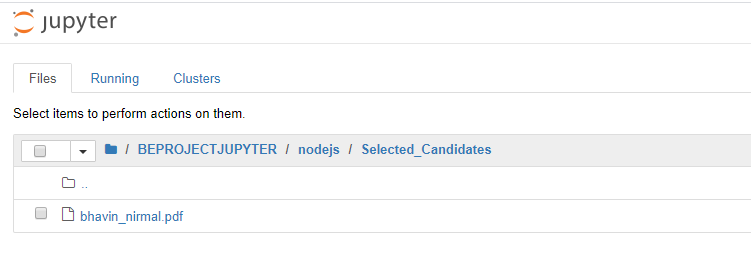 jupyter
Files Running Clusters
Select items to perform actions on them.
/ BEPROJECTJUPYTER / nodejs / Selected_Candidates
..
bhavin_nirmal.pdf